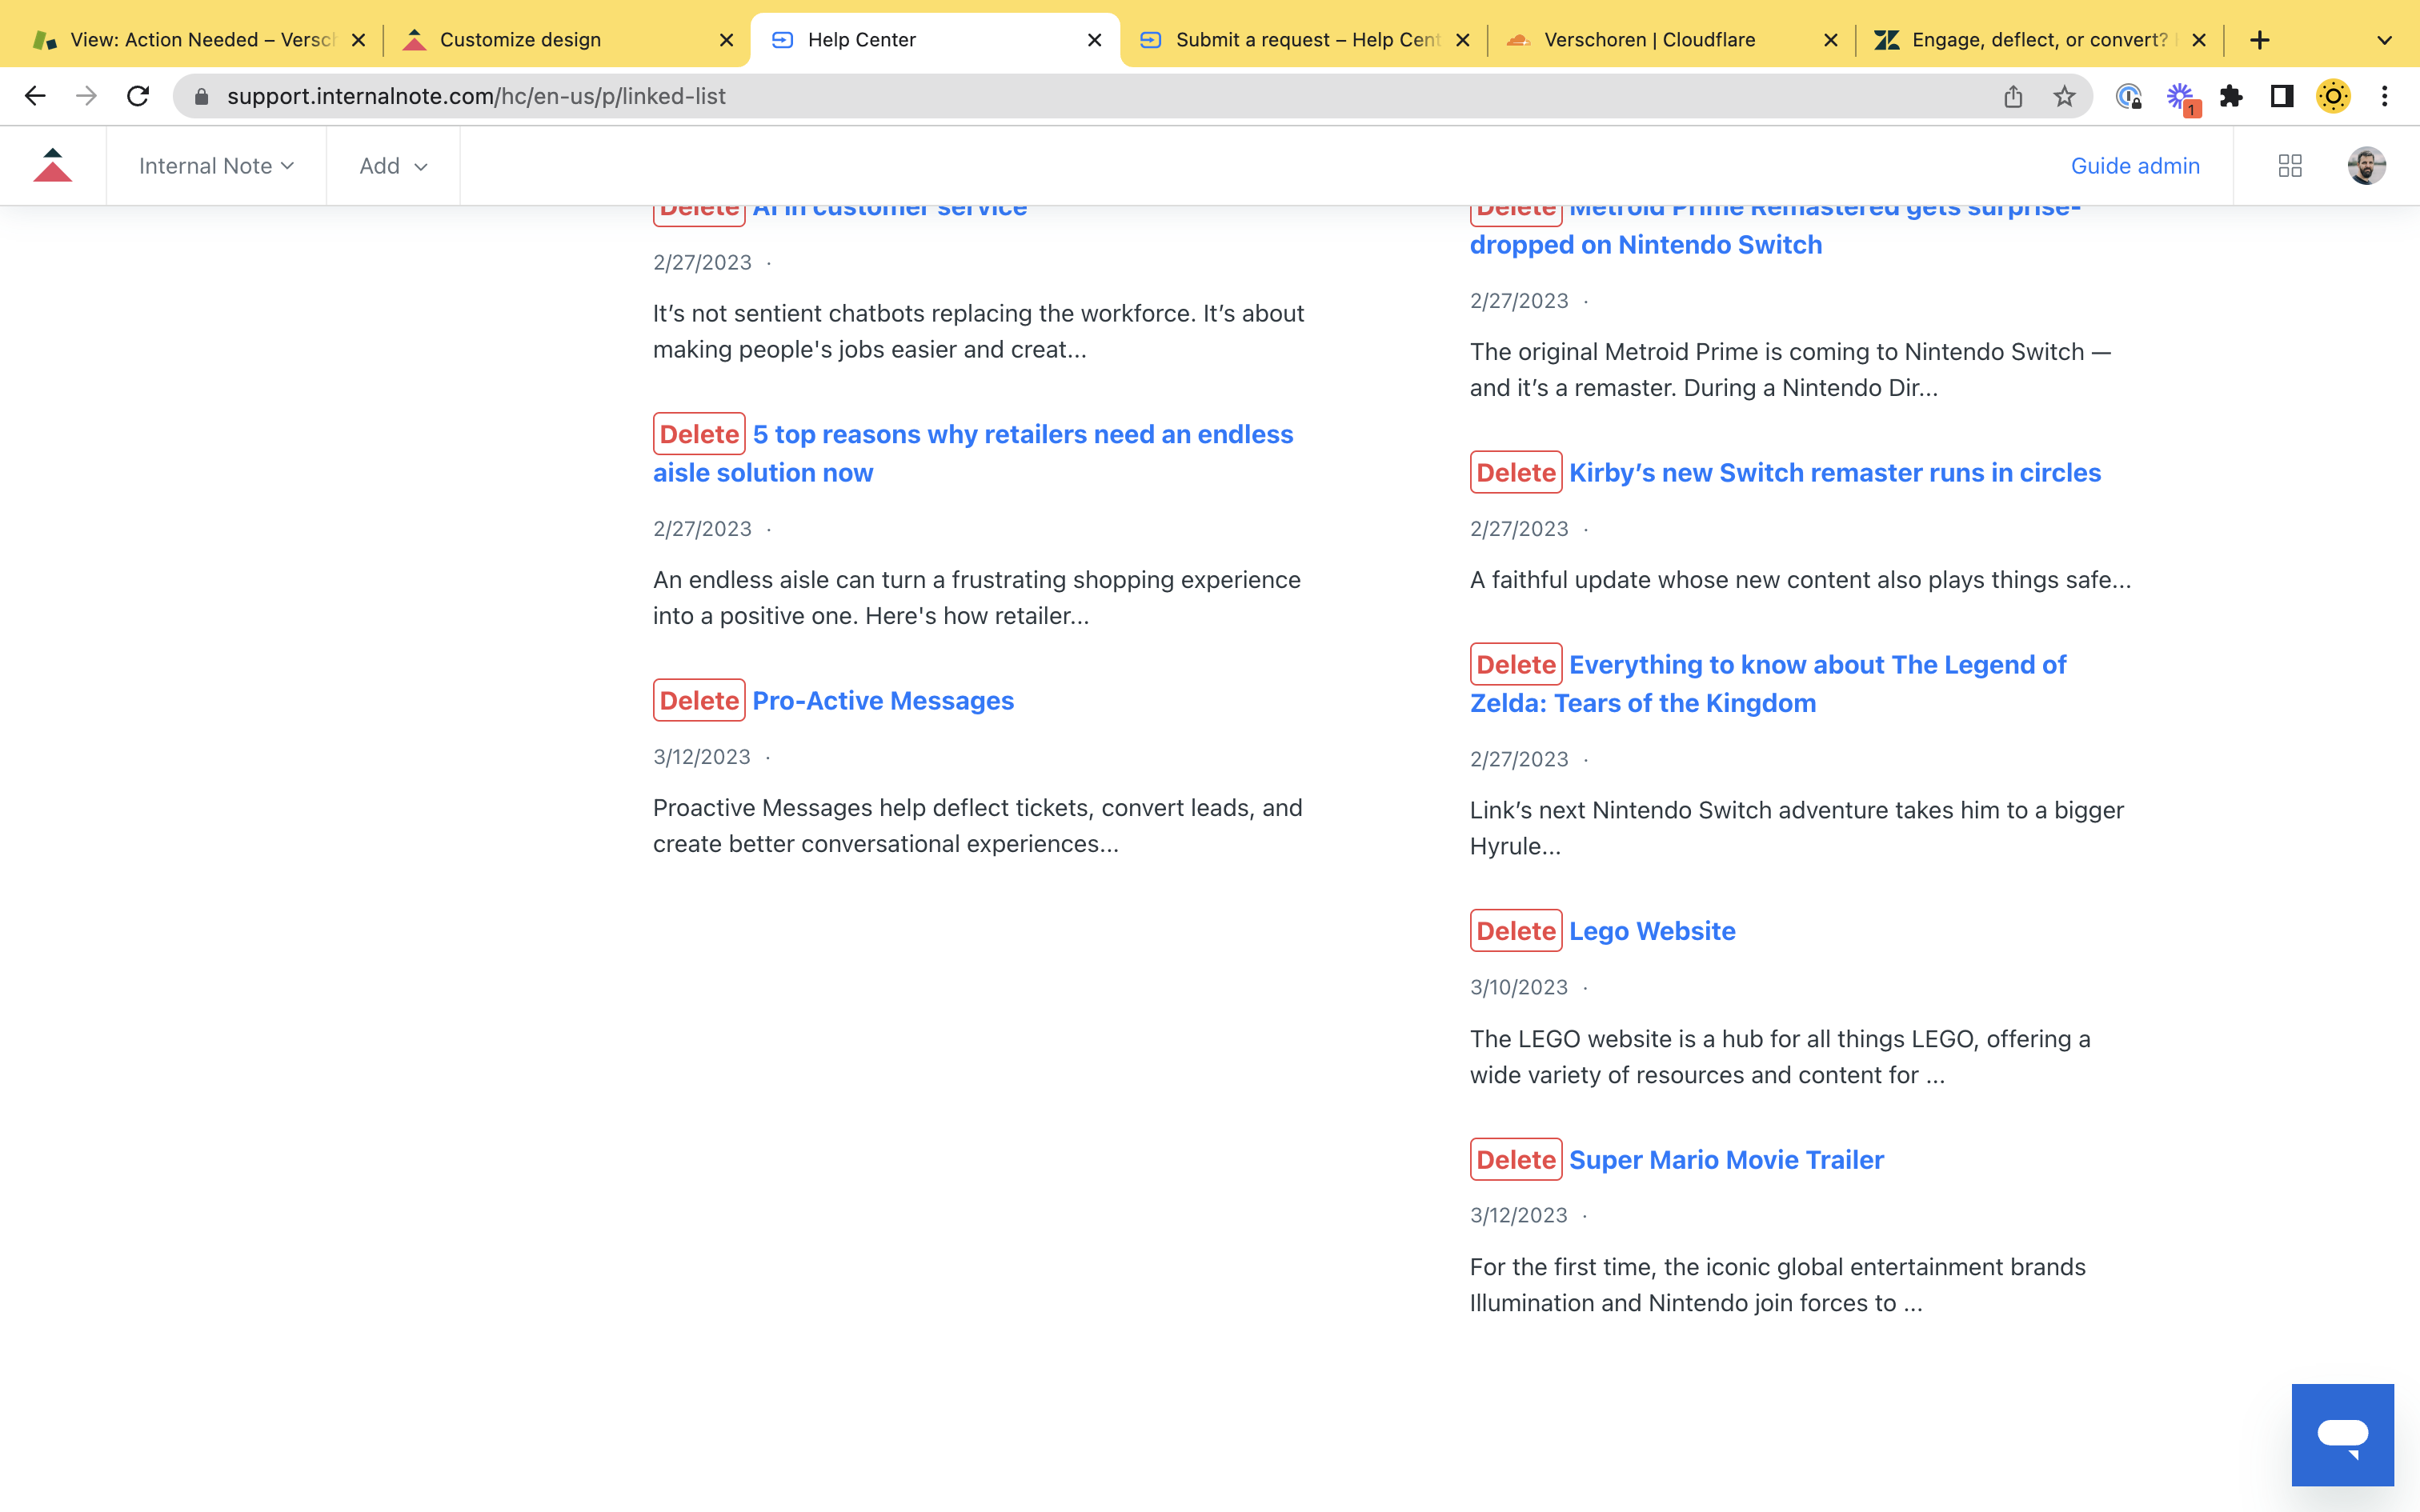 View: Action Needed – Versch
Customize design
Help Center
Submit a request – Help Cent
Verschoren | Cloudflare
Engage, deflect, or convert?
support.internalnote.com/hc/en-us/p/linked-list
1
Internal Note
Add
Guide admin
Delete AI in customer service
2/27/2023 ·
It’s not sentient chatbots replacing the workforce. It’s about
making people's jobs easier and creat...
Delete 5 top reasons why retailers need an endless
aisle solution now
2/27/2023 ·
An endless aisle can turn a frustrating shopping experience
into a positive one. Here's how retailer...
Delete Pro-Active Messages
3/12/2023 ·
Proactive Messages help deflect tickets, convert leads, and
create better conversational experiences...
Delete Metroid Prime Remastered gets surprise-
dropped on Nintendo Switch
2/27/2023 ·
The original Metroid Prime is coming to Nintendo Switch —
and it’s a remaster. During a Nintendo Dir...
Delete Kirby’s new Switch remaster runs in circles
2/27/2023 ·
A faithful update whose new content also plays things safe...
Delete Everything to know about The Legend of
Zelda: Tears of the Kingdom
2/27/2023 ·
Link’s next Nintendo Switch adventure takes him to a bigger
Hyrule...
Delete Lego Website
3/10/2023 ·
The LEGO website is a hub for all things LEGO, offering a
wide variety of resources and content for ...
Delete Super Mario Movie Trailer
3/12/2023 ·
For the first time, the iconic global entertainment brands
Illumination and Nintendo join forces to ...